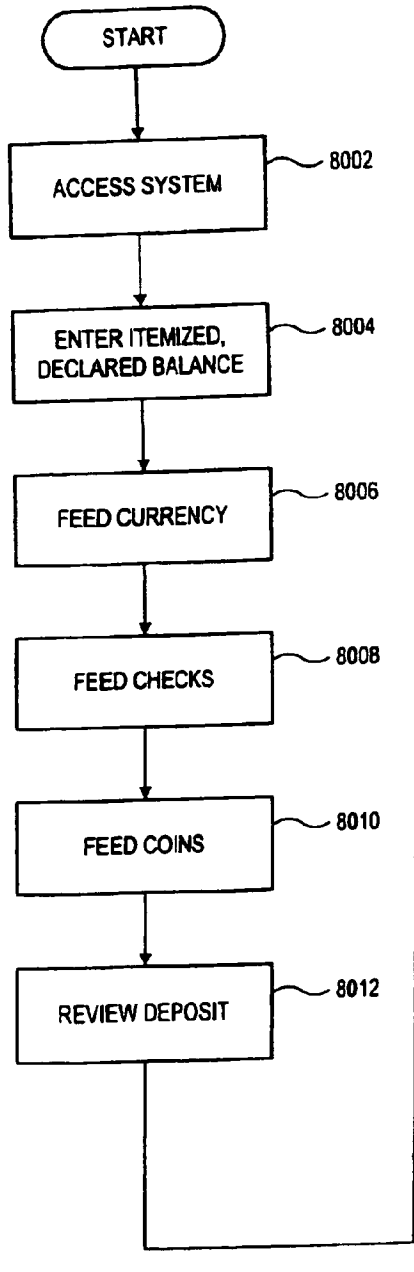 START
ACCESS SYSTEM
8002
ENTER ITEMIZED,
DECLARED BALANCE
8004
FEED CURRENCY
8006
FEED CHECKS
8008
FEED COINS
8010
REVIEW DEPOSIT
8012